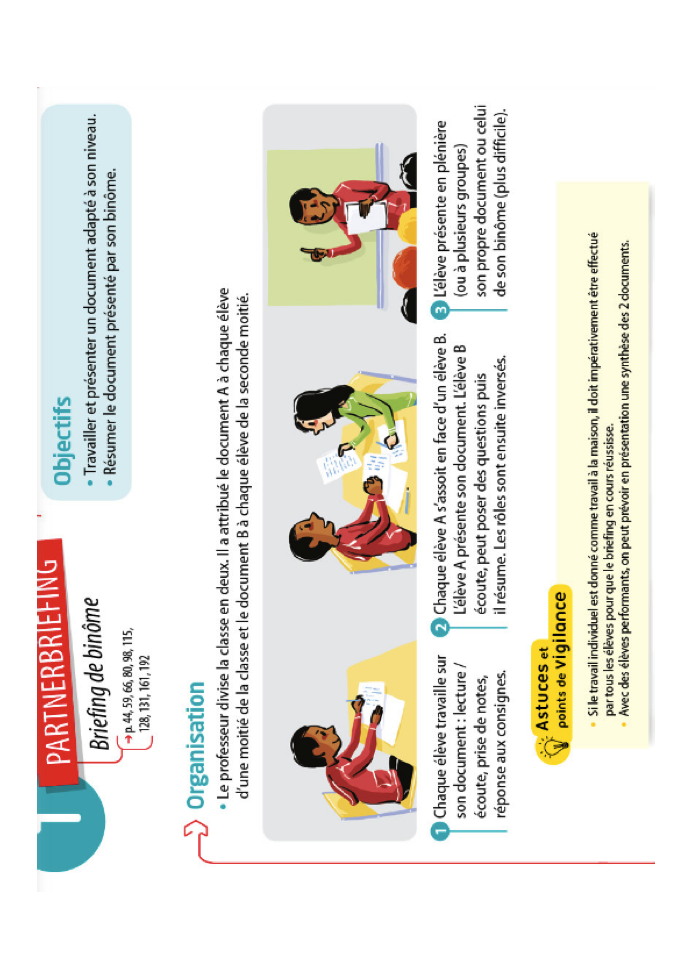 1
PARTNERBRIEFING
Briefing de binôme
→ p. 44, 59, 66, 80, 98, 115,
128, 131, 161, 192
Objectifs
• Travailler et présenter un document adapté à son niveau.
• Résumer le document présenté par son binôme.
Organisation
• Le professeur divise la classe en deux. Il a attribué le document A à chaque élève
d'une moitié de la classe et le document B à chaque élève de la seconde moitié.
1 Chaque élève travaille sur
son document : lecture /
écoute, prise de notes,
réponse aux consignes.
2 Chaque élève A s'assoit en face d'un élève B.
L'élève A présente son document. L'élève B
écoute, peut poser des questions puis
il résume. Les rôles sont ensuite inversés.
3 L'élève présente en plénière
(ou à plusieurs groupes)
son propre document ou celui
de son binôme (plus difficile).
Astuces et
points de Vigilance
• Si le travail individuel est donné comme travail à la maison, il doit impérativement être effectué
par tous les élèves pour que le briefing en cours réussisse.
• Avec des élèves performants, on peut prévoir en présentation une synthèse des 2 documents.